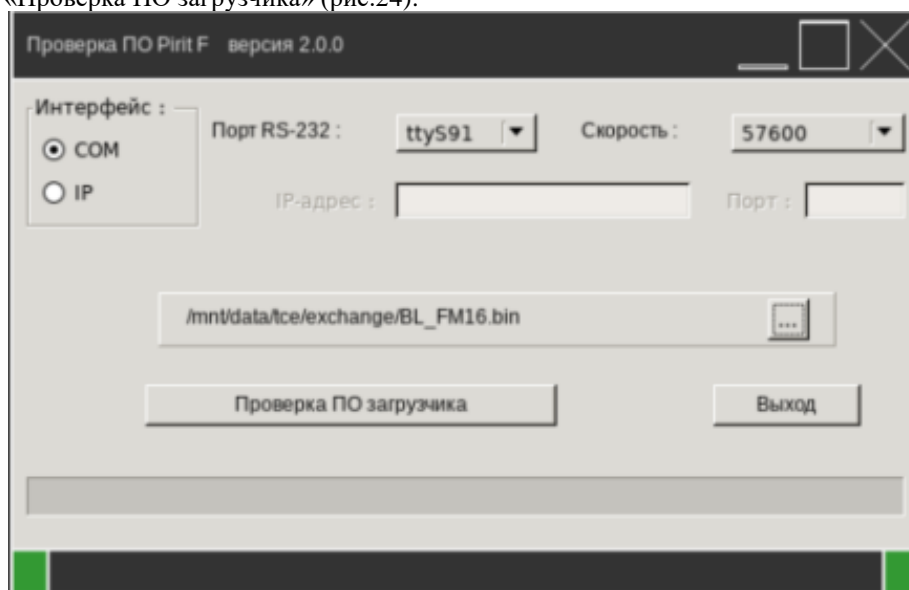 «Проверка ПО загрузчика» (рис.24).
Проверка ПО Pirit F версия 2.0.0
Интерфейс :
COM
IP
Порт RS-232 :
ttyS91
Скорость :
57600
IP-адрес :
Порт :
/mnt/data/tce/exchange/BL_FM16.bin
...
Проверка ПО загрузчика
Выход